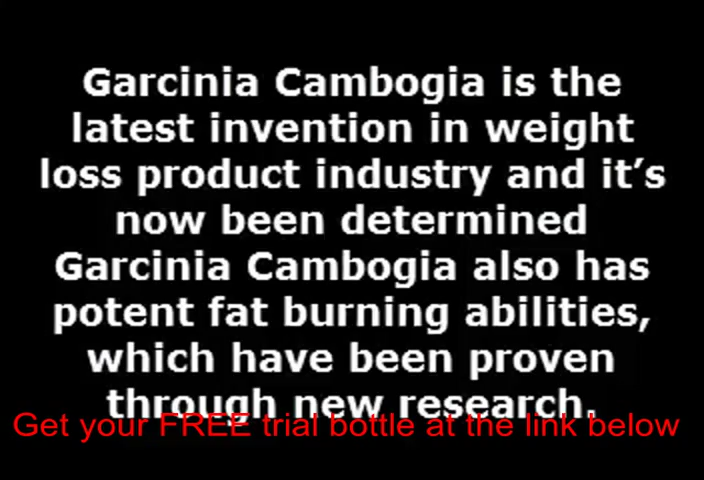 Garcinia Cambogia is the
latest invention in weight
loss product industry and it’s
now been determined
Garcinia Cambogia also has
potent fat burning abilities,
which have been proven
through new research.
Get your FREE trial bottle at the link below